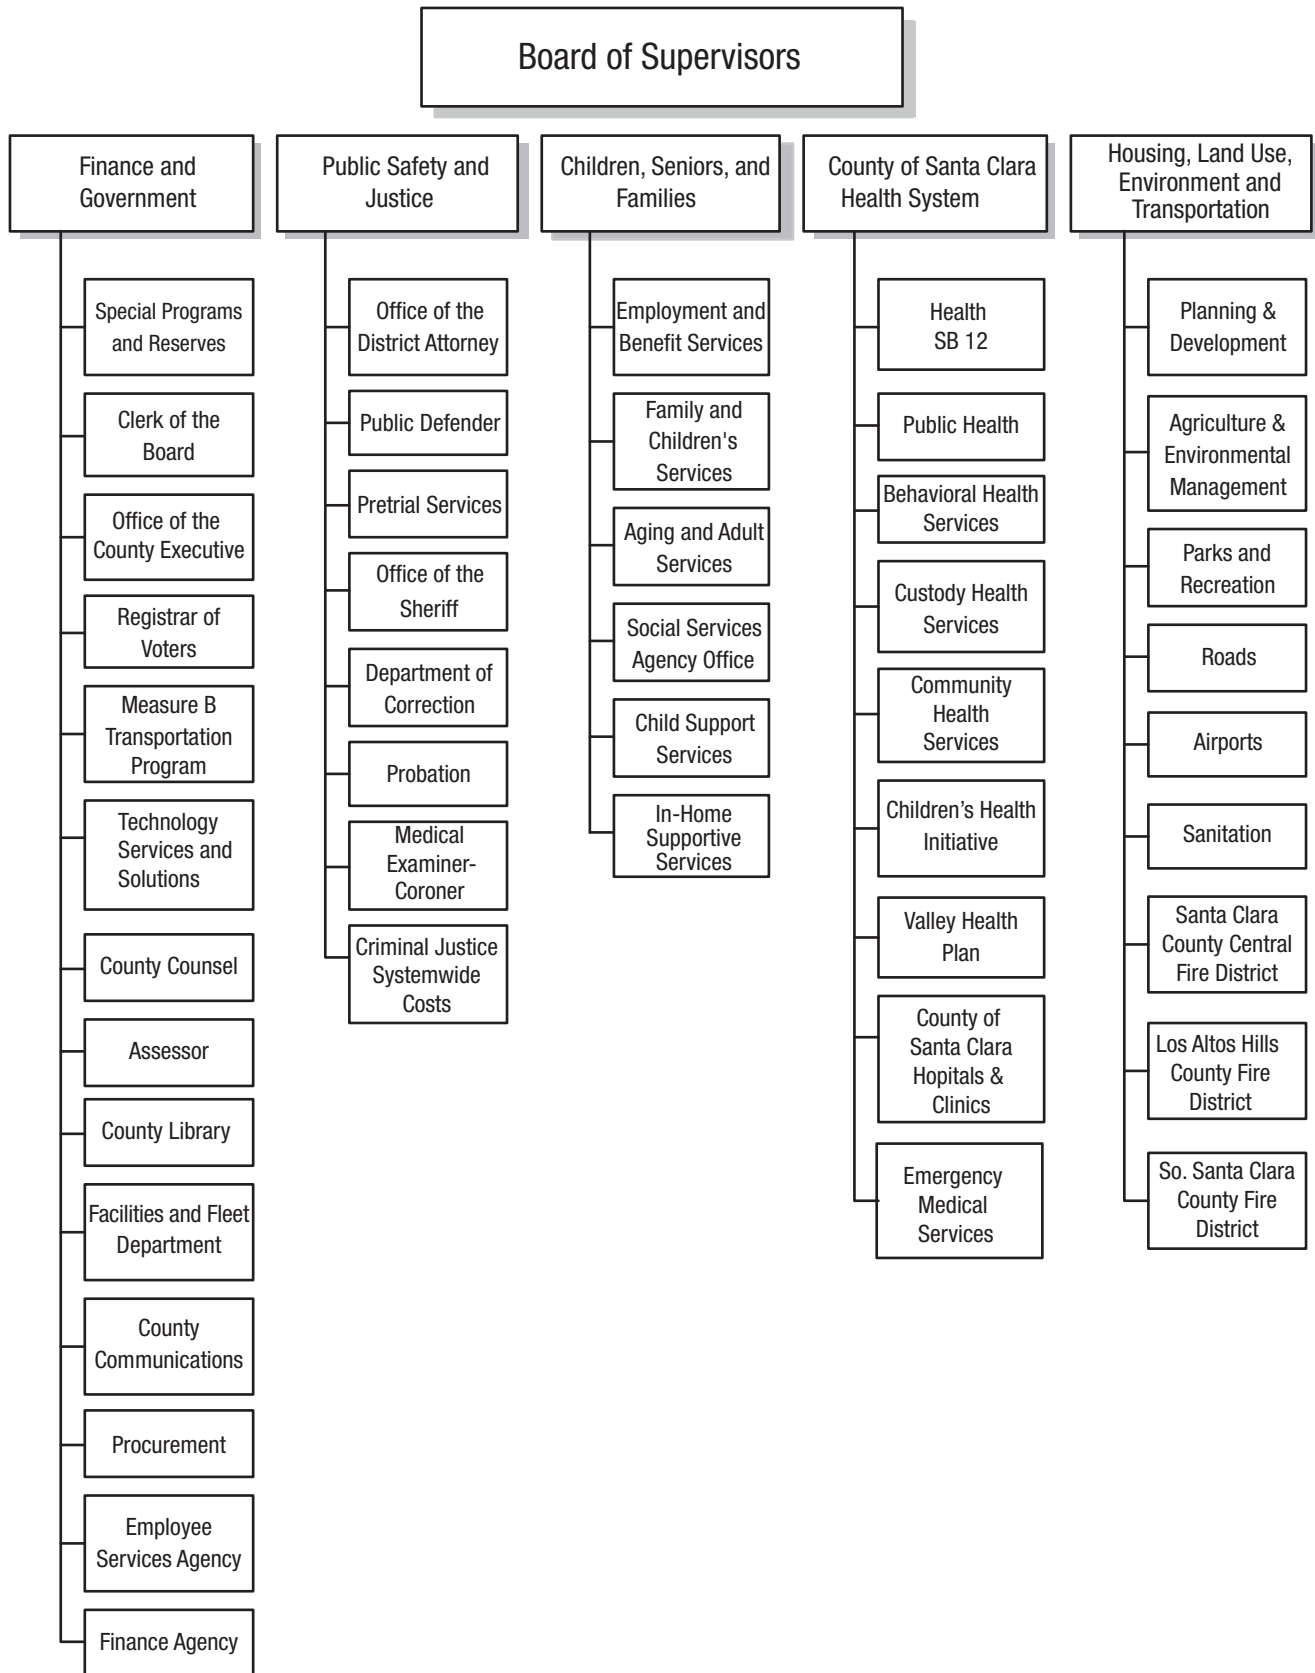 Board of Supervisors
Finance and
Government
Special Programs
and Reserves
Clerk of the
Board
Office of the
County Executive
Registrar of
Voters
Measure B
Transportation
Program
Technology
Services and
Solutions
County Counsel
Assessor
County Library
Facilities and Fleet
Department
County
Communications
Procurement
Employee
Services Agency
Finance Agency
Public Safety and
Justice
Office of the
District Attorney
Public Defender
Pretrial Services
Office of the
Sheriff
Department of
Correction
Probation
Medical
Examiner-
Coroner
Criminal Justice
Systemwide
Costs
Children, Seniors, and
Families
Employment and
Benefit Services
Family and
Children's
Services
Aging and Adult
Services
Social Services
Agency Office
Child Support
Services
In-Home
Supportive
Services
County of Santa Clara
Health System
Health
SB 12
Public Health
Behavioral Health
Services
Custody Health
Services
Community
Health
Services
Children’s Health
Initiative
Valley Health
Plan
County of
Santa Clara
Hopitals &
Clinics
Emergency
Medical
Services
Housing, Land Use,
Environment and
Transportation
Planning &
Development
Agriculture &
Environmental
Management
Parks and
Recreation
Roads
Airports
Sanitation
Santa Clara
County Central
Fire District
Los Altos Hills
County Fire
District
So. Santa Clara
County Fire
District